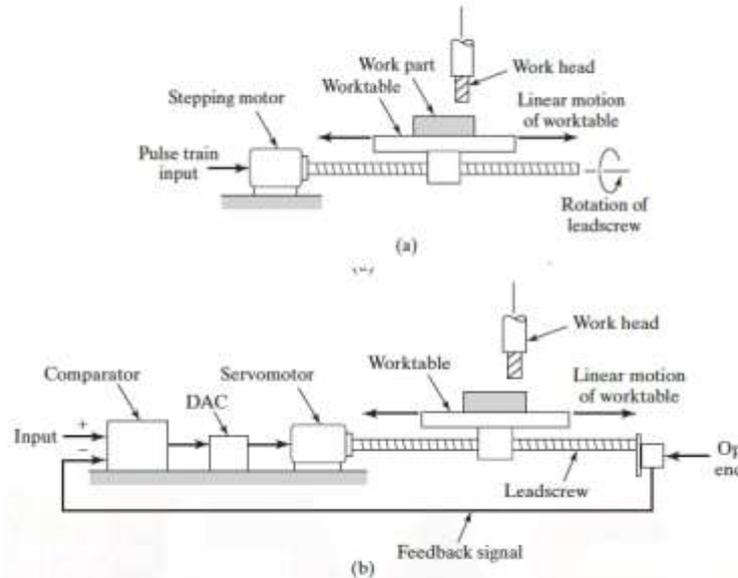 Work part
Work head
Worktable
Stepping motor
Linear motion
of worktable
Pulse train
input
Rotation of
leadscrew
(a)
Work head
Worktable
Comparator
Servomotor
Linear motion
of worktable
DAC
+
Input
−
Op
enc
Leadscrew
Feedback signal
(b)